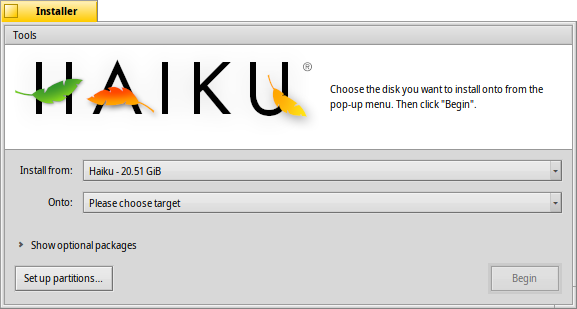 Installer
Tools
HAIKU®
Choose the disk you want to install onto from the
pop-up menu. Then click "Begin".
Install from: Haiku - 20.51 GiB
Onto: Please choose target
Show optional packages
Set up partitions... Begin